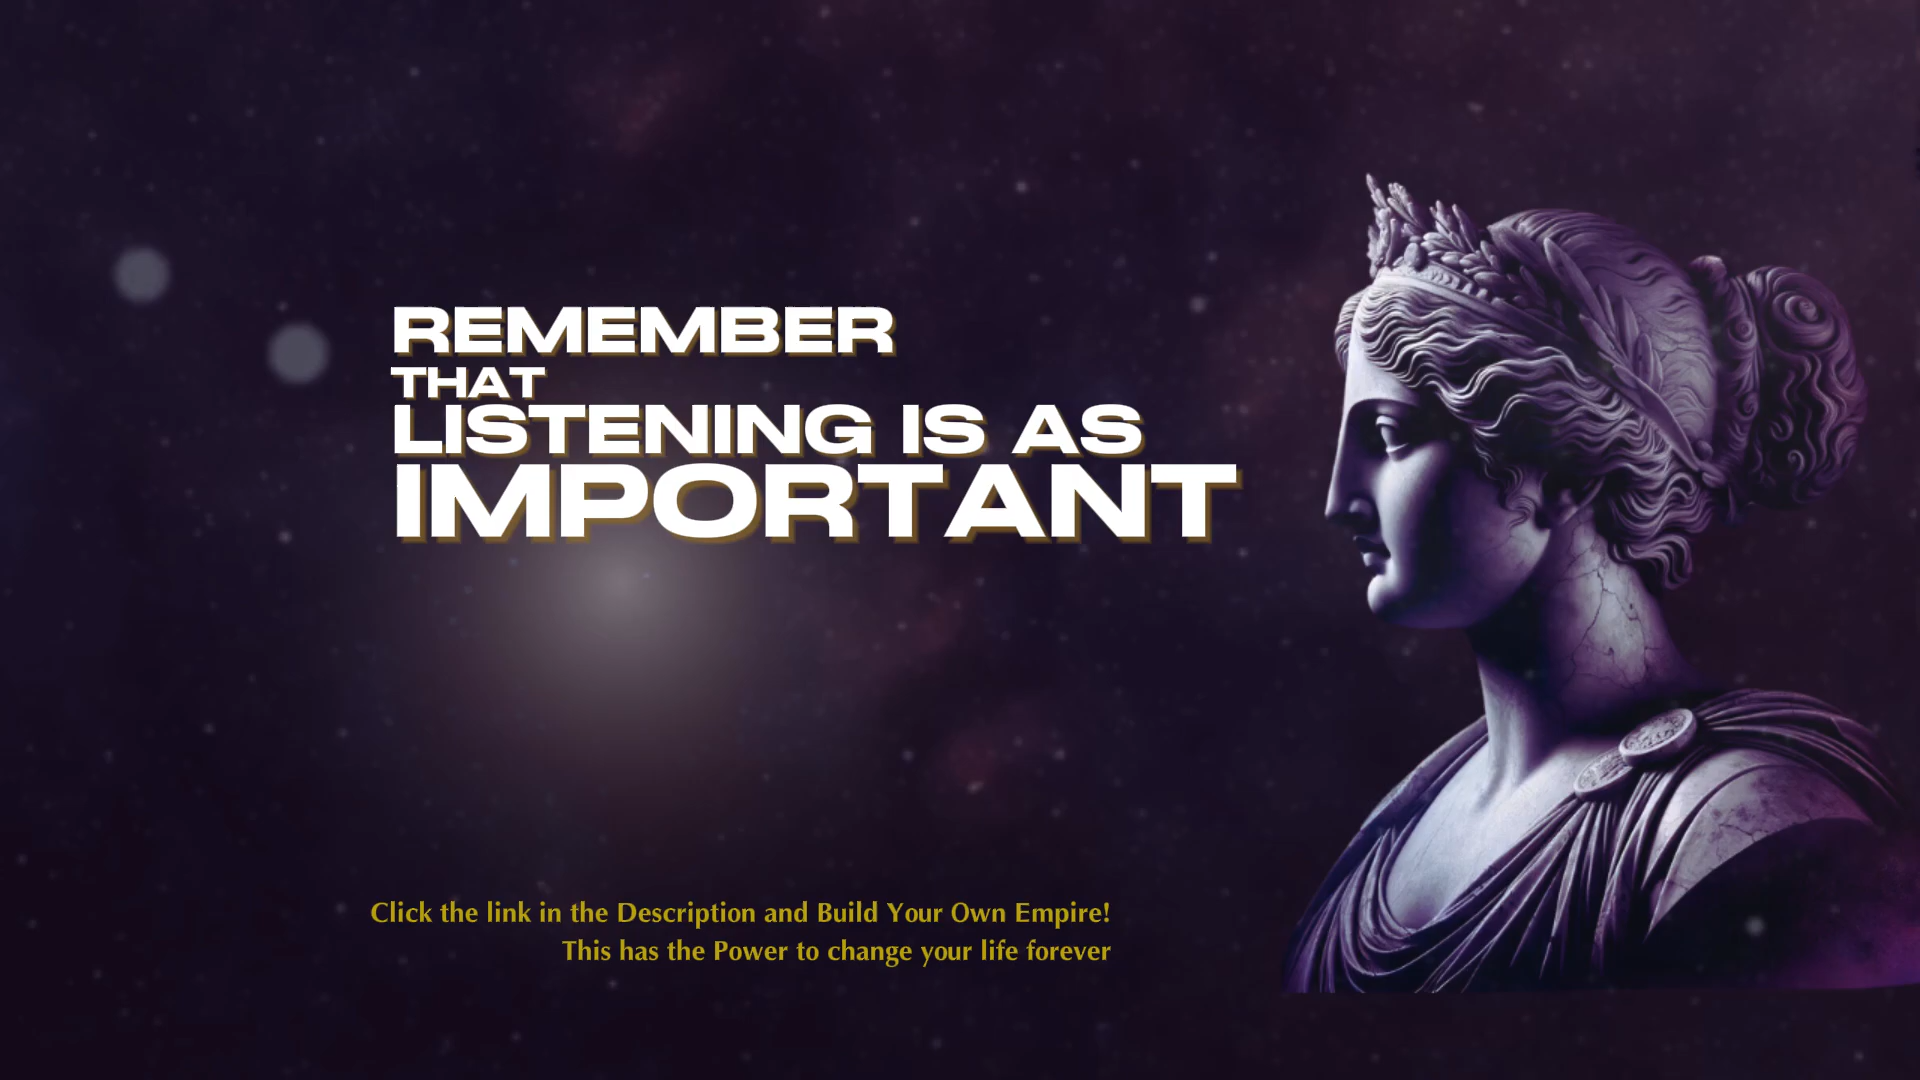 REMEMBER
THAT
LISTENING IS AS
IMPORTANT
Click the link in the Description and Build Your Own Empire!
This has the Power to change your life forever